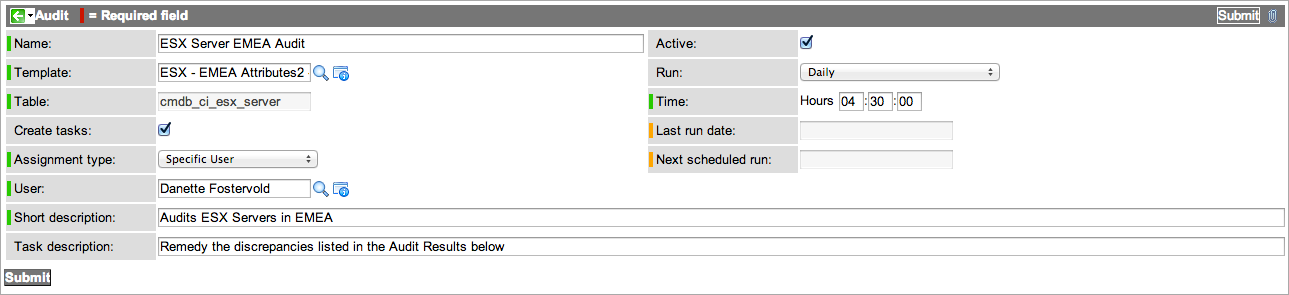 Audit = Required field Submit
Name: ESX Server EMEA Audit Active:
Template: ESX - EMEA Attributes2 Run: Daily
Table: cmdb_ci_esx_server Time: Hours 04:30:00
Create tasks: Last run date:
Assignment type: Specific User Next scheduled run:
User: Danette Fostervold
Short description: Audits ESX Servers in EMEA
Task description: Remedy the discrepancies listed in the Audit Results below
Submit